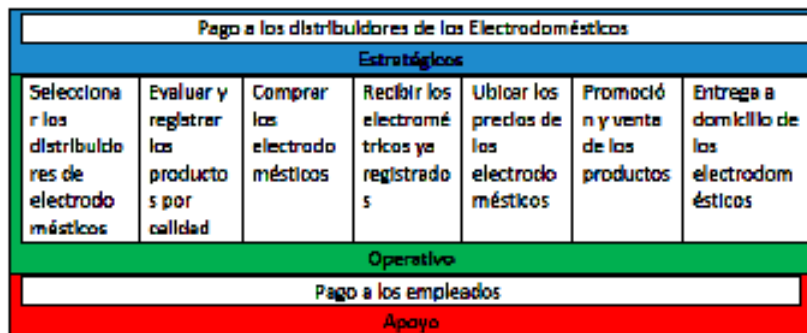 Pago a los distribuidores de los Electrodomésticos
Estratégicos
Selecciona
r los
distribuido
res de
electrodo
mésticos
Evaluar y
registrar
los
producto
s por
calidad
Comprar
los
electrodo
mésticos
Recibir los
electromé
tricos ya
registrado
s
Ubicar los
precios de
los
electrodo
mésticos
Promoció
n y venta
de los
productos
Entrega a
domicilio de
los
electrodom
ésticos
Operativo
Pago a los empleados
Apoyo